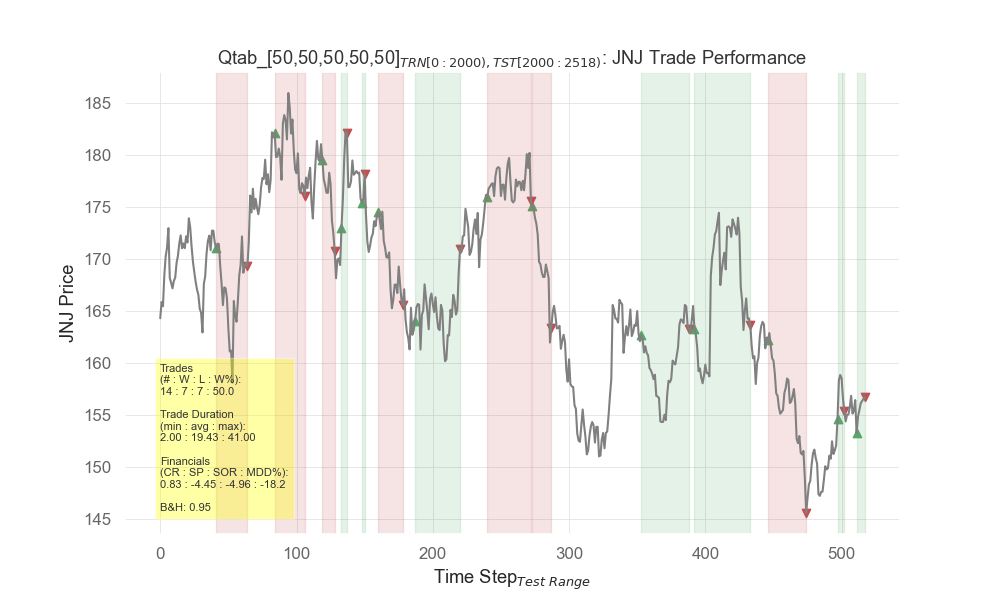 Qtab_[50,50,50,50,50]TRN[0 : 2000), TST[2000 : 2518): JNJ Trade Performance
185
180
175
170
165
160
155
150
145
JNJ Price
Trades
(# : W : L : W%):
14 : 7 : 7 : 50.0
Trade Duration
(min : avg : max):
2.00 : 19.43 : 41.00
Financials
(CR : SP : SOR : MDD%):
0.83 : -4.45 : -4.96 : -18.2
B&H: 0.95
0 100 200 300 400 500
Time StepTest Range